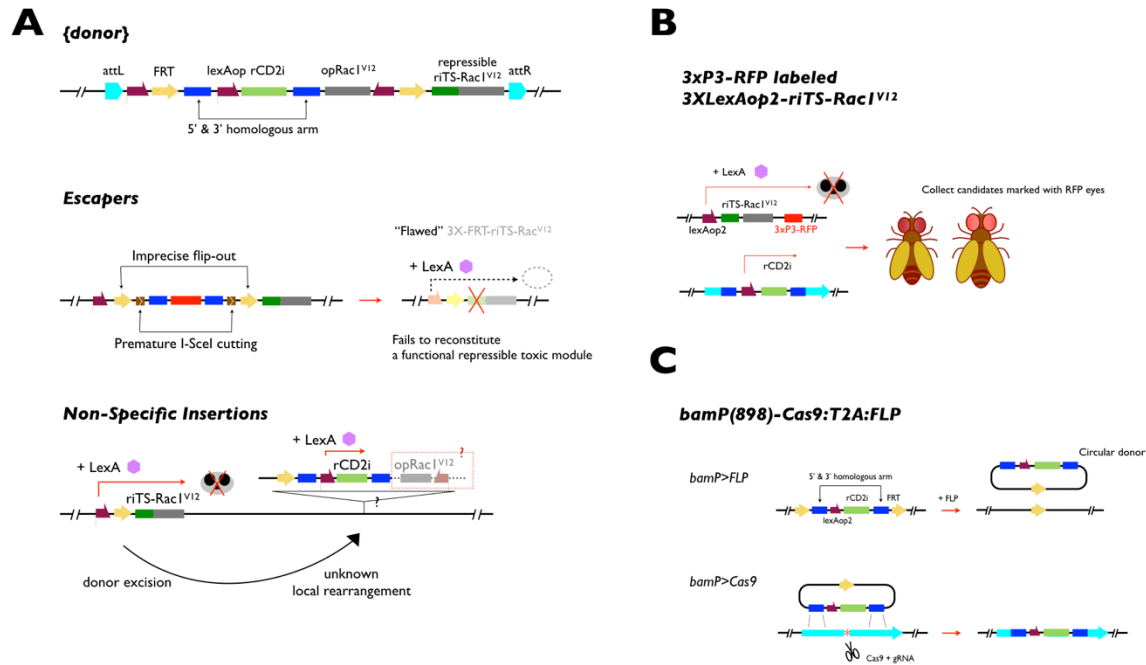 A
{donor}
attL
FRT
lexAop rCD2i
opRac1V12
repressible
riTS-Rac1V12
attR
5' & 3' homologous arm
Escapers
Imprecise flip-out
Premature I-SceI cutting
"Flawed" 3X-FRT-riTS-RacV12
+ LexA
Fails to reconstitute
a functional repressible toxic module
Non-Specific Insertions
+ LexA
riTS-Rac1V12
+ LexA
rCD2i
opRac1V12
?
?
donor excision
unknown
local rearrangement
B
3xP3-RFP labeled
3XLexAop2-riTS-Rac1V12
+ LexA
riTS-Rac1V12
lexAop2
3xP3-RFP
rCD2i
Collect candidates marked with RFP eyes
C
bamP(898)-Cas9:T2A:FLP
bamP>FLP
5' & 3' homologous arm
rCD2i
FRT
lexAop2
+ FLP
Circular donor
bamP>Cas9
Cas9 + gRNA